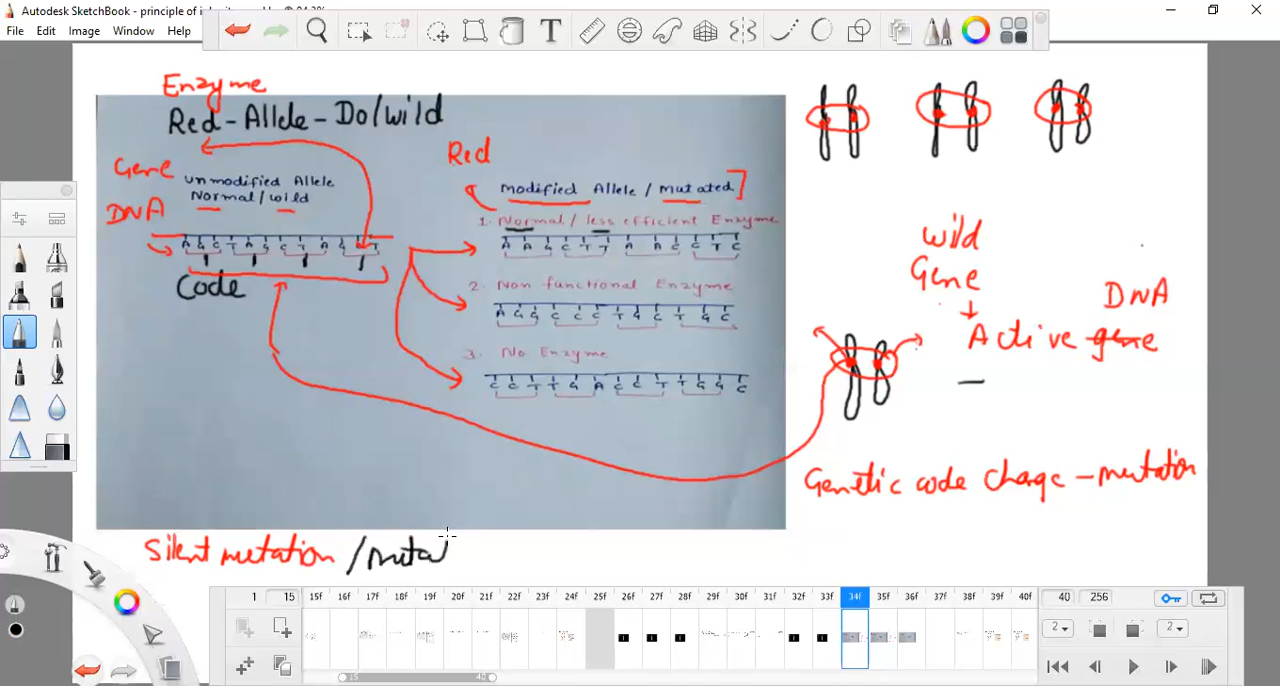 Autodesk SketchBook - principle of
File Edit Image Window Help
Enzyme
Red-Allele-Do/wild
Gene
unmodified Allele
Normal/wild
DNA
A G C T A G C T A G C T
Code
Red
modified Allele / mutated
1. Normal / less efficient Enzyme
A A G C T T A A C C T C
2. Non functional Enzyme
A G G C C C T G C T G C
3. No Enzyme
C C T T G A C C T T G G C
wild
Gene
DNA
Active gene
Genetic code change - mutation
Silent mutation / muta
1 15 15f 16f 17f 18f 19f 20f 21f 22f 23f 24f 25f 26f 27f 28f 29f 30f 31f 32f 33f 34f 35f 36f 37f 38f 39f 40f 40 256
2 2
15 40